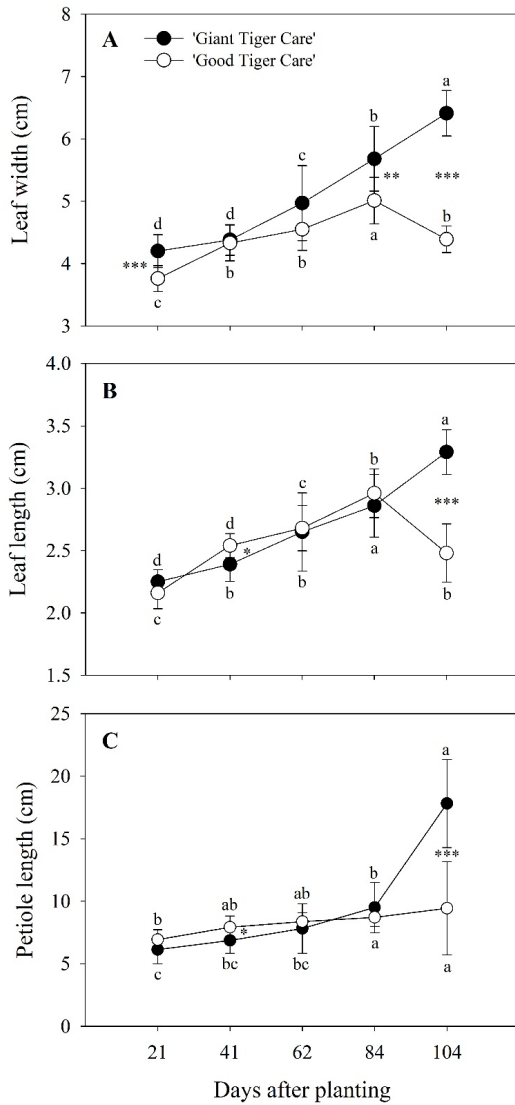 8
A
'Giant Tiger Care'
'Good Tiger Care'
a
7
b
6
c
**
***
d
d
5
b
***
a
4
b
b
c
3
Leaf width (cm)
4.0
B
a
3.5
b
c
3.0
***
d
d
*
2.5
a
b
b
b
2.0
c
1.5
Leaf length (cm)
25
C
a
20
15
***
b
ab
ab
b
10
*
a
bc
bc
a
5
c
0
Petiole length (cm)
21 41 62 84 104
Days after planting